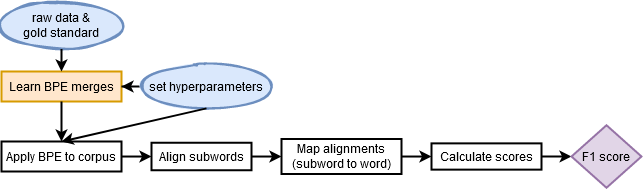 raw data &
gold standard
Learn BPE merges
set hyperparameters
Apply BPE to corpus
Align subwords
Map alignments
(subword to word)
Calculate scores
F1 score